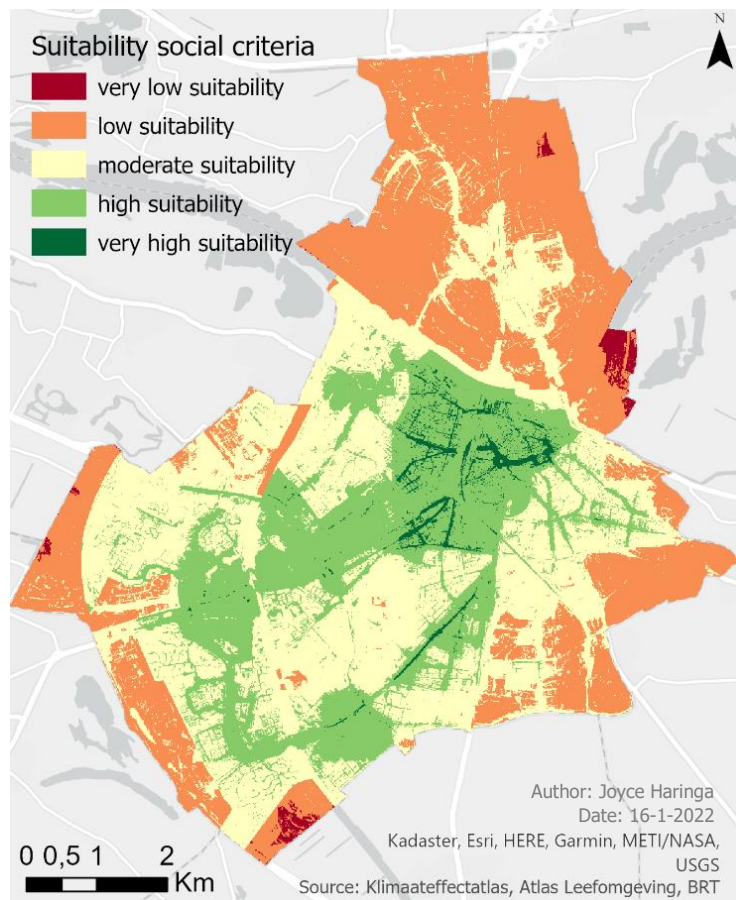 N
Suitability social criteria
very low suitability
low suitability
moderate suitability
high suitability
very high suitability
Author: Joyce Haringa
Date: 16-1-2022
Kadaster, Esri, HERE, Garmin, METI/NASA,
USGS
0 0,5 1 2
Km
Source: Klimaateffectatlas, Atlas Leefomgeving, BRT